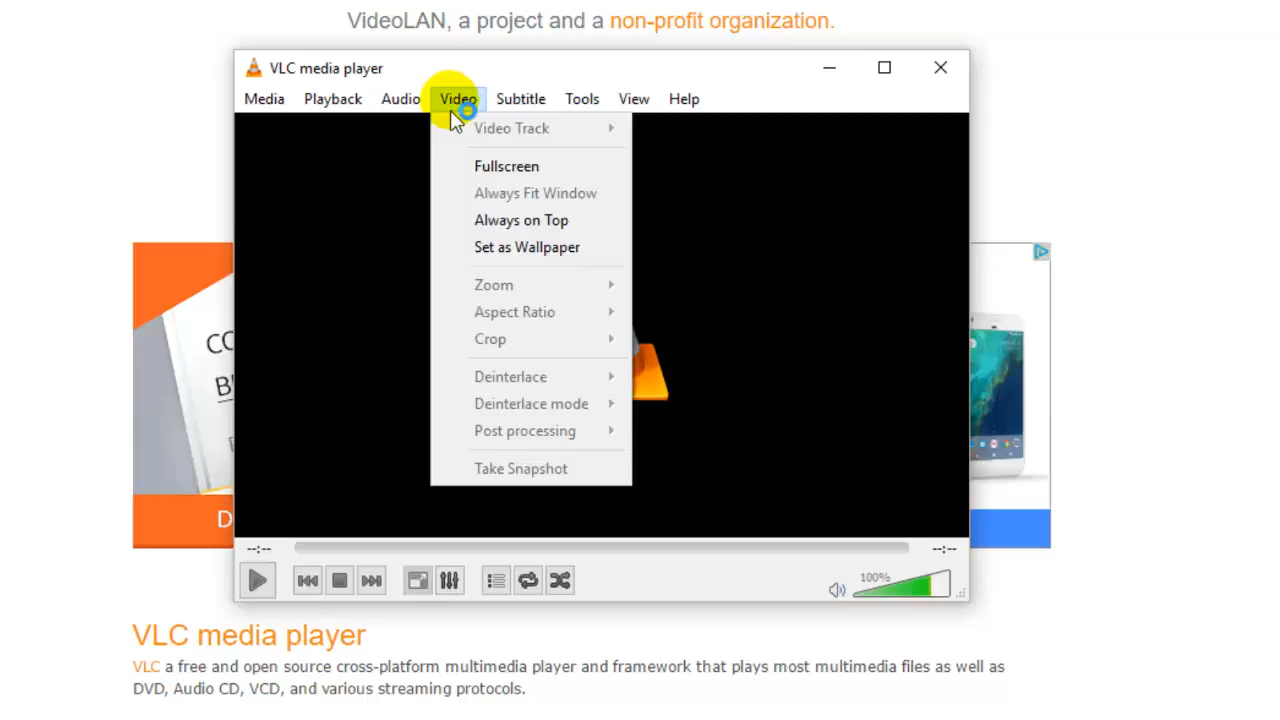 VideoLAN, a project and a non-profit organization.
VLC media player
Media Playback Audio Video Subtitle Tools View Help
Video Track
Fullscreen
Always Fit Window
Always on Top
Set as Wallpaper
Zoom
Aspect Ratio
Crop
Deinterlace
Deinterlace mode
Post processing
Take Snapshot
--:-- --:--
100%
VLC media player
VLC a free and open source cross-platform multimedia player and framework that plays most multimedia files as well as
DVD, Audio CD, VCD, and various streaming protocols.